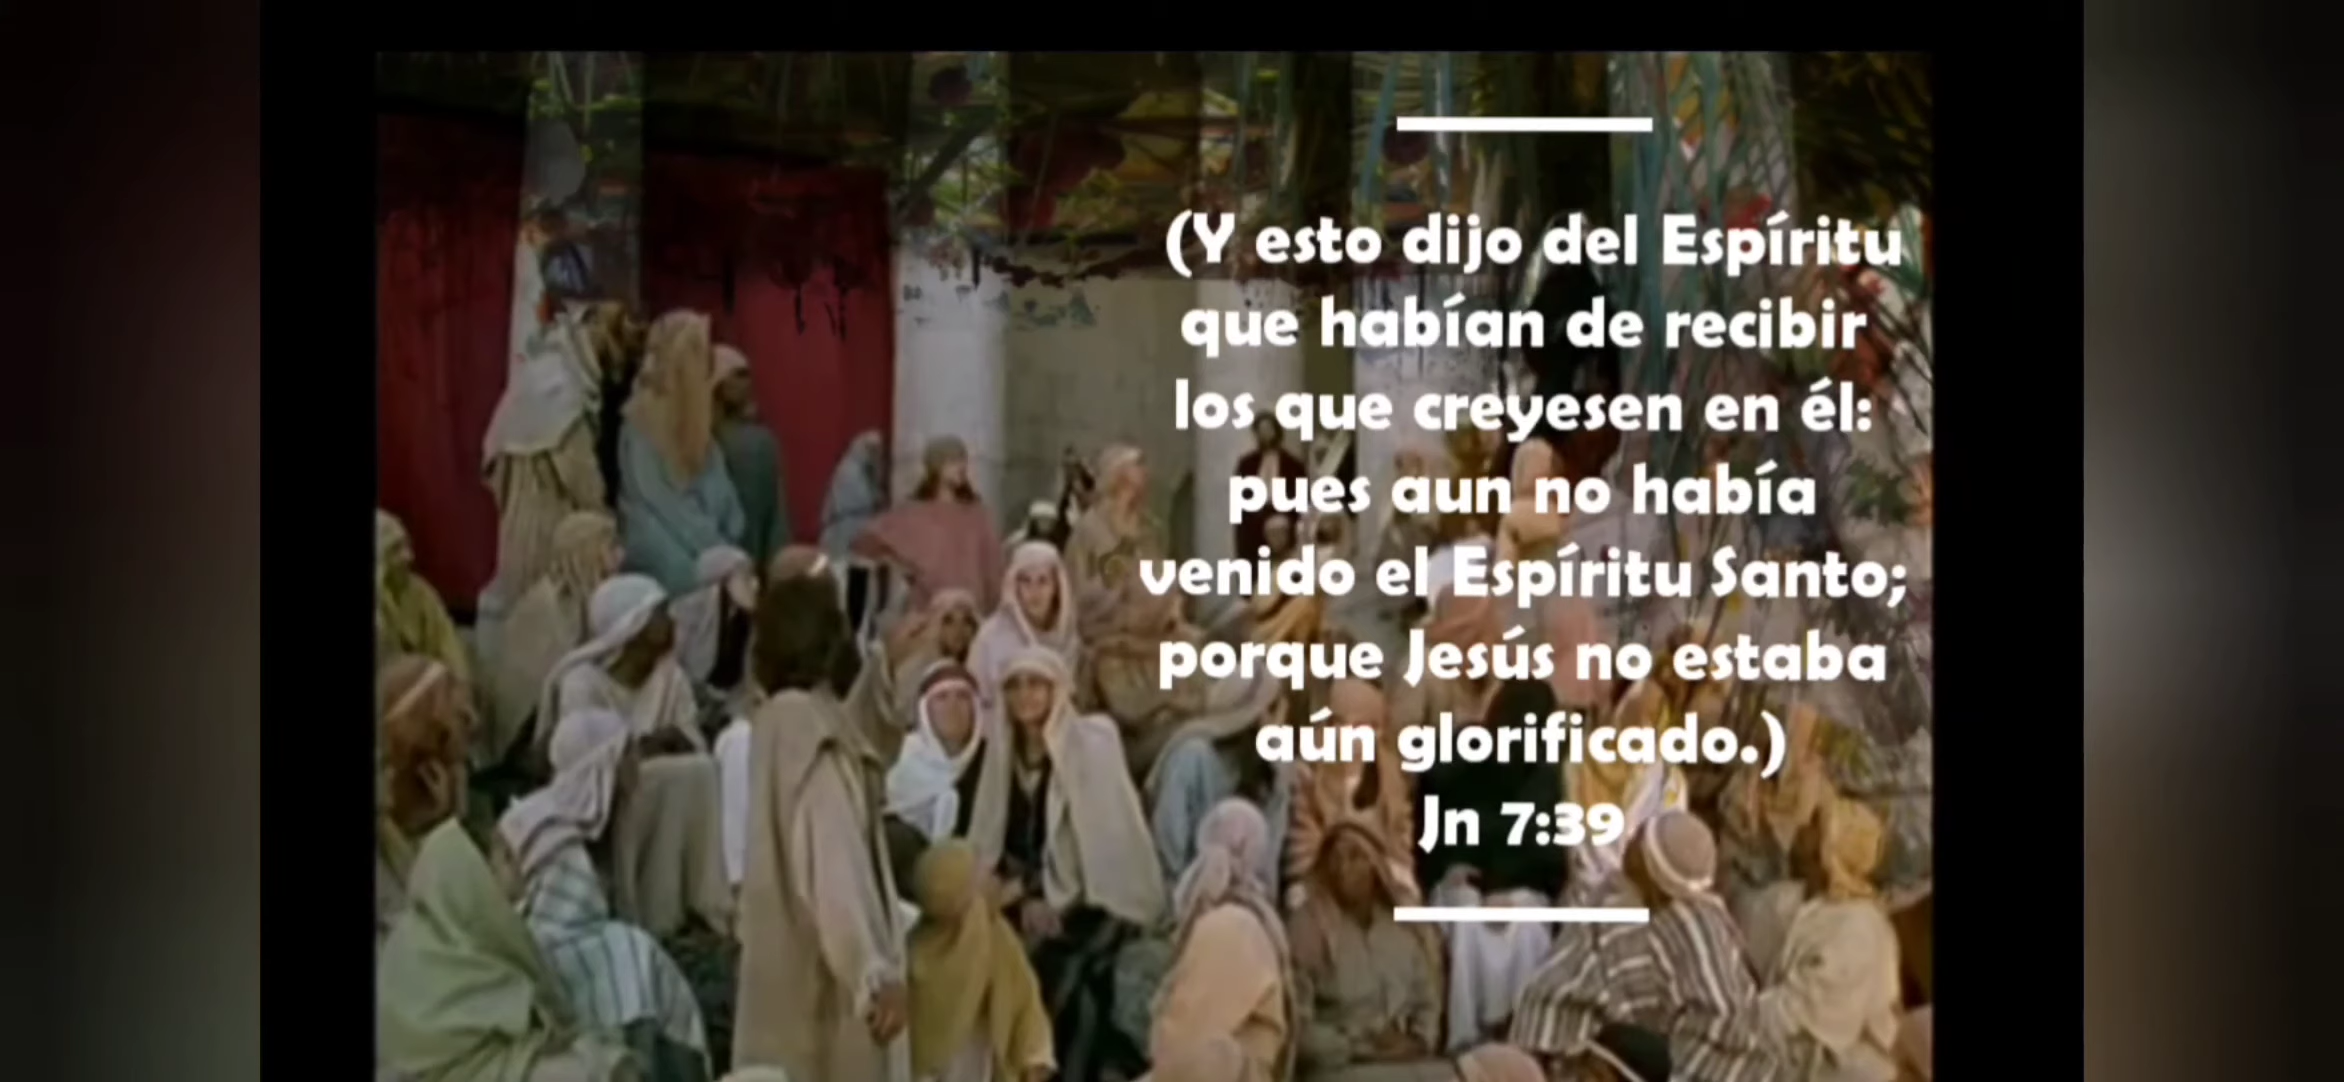 (Y esto dijo del Espíritu
que habían de recibir
los que creyesen en él:
pues aun no había
venido el Espíritu Santo;
porque Jesús no estaba
aún glorificado.)
Jn 7:39